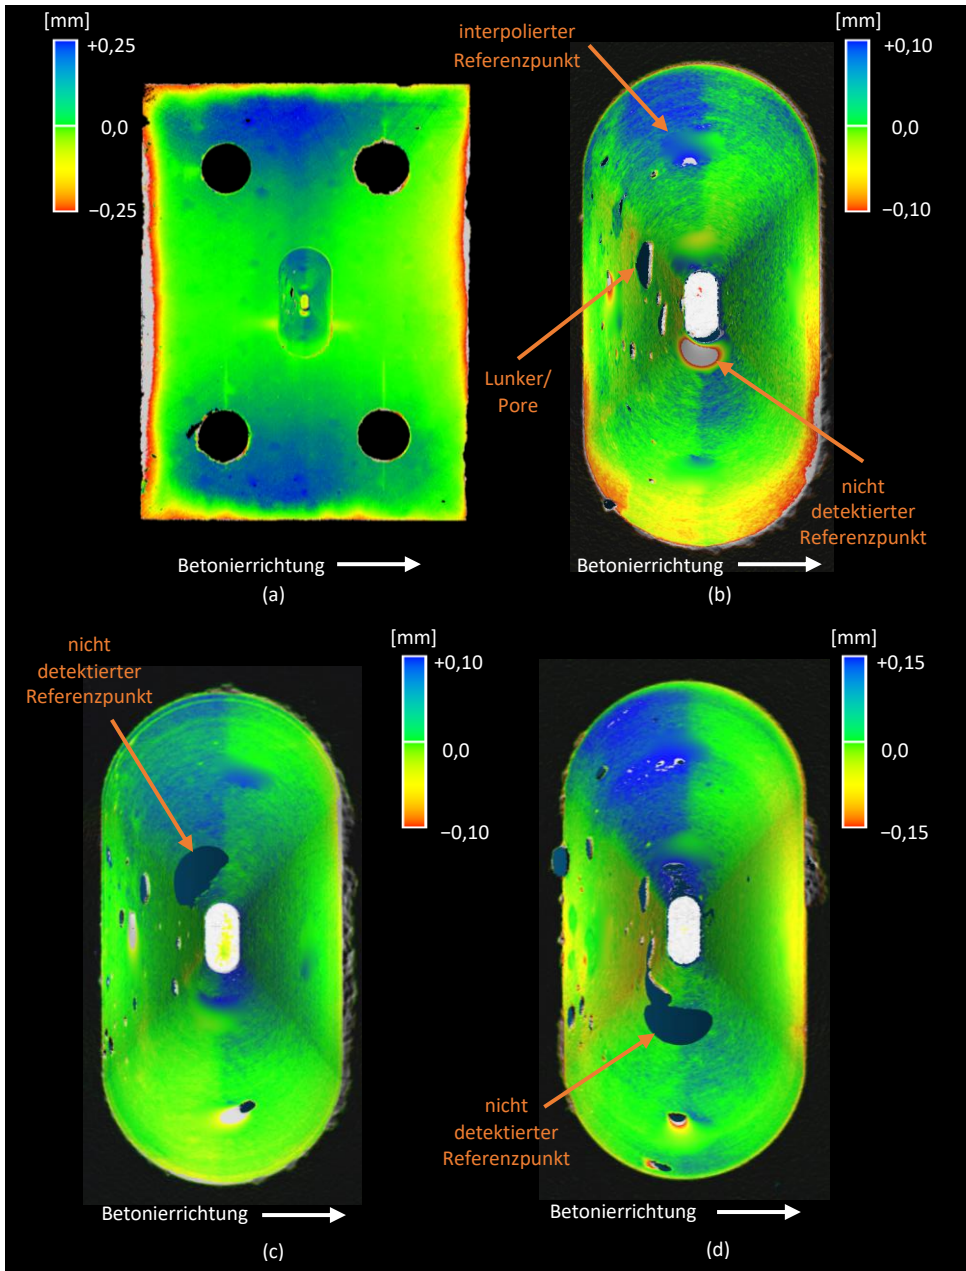 [mm]
+0,25
0,0
−0,25
Betonierrichtung
(a)
interpolierter
Referenzpunkt
[mm]
+0,10
0,0
−0,10
Lunker/
Pore
nicht
detektierter
Referenzpunkt
Betonierrichtung
(b)
nicht
detektierter
Referenzpunkt
[mm]
+0,10
0,0
−0,10
Betonierrichtung
(c)
[mm]
+0,15
0,0
−0,15
nicht
detektierter
Referenzpunkt
Betonierrichtung
(d)